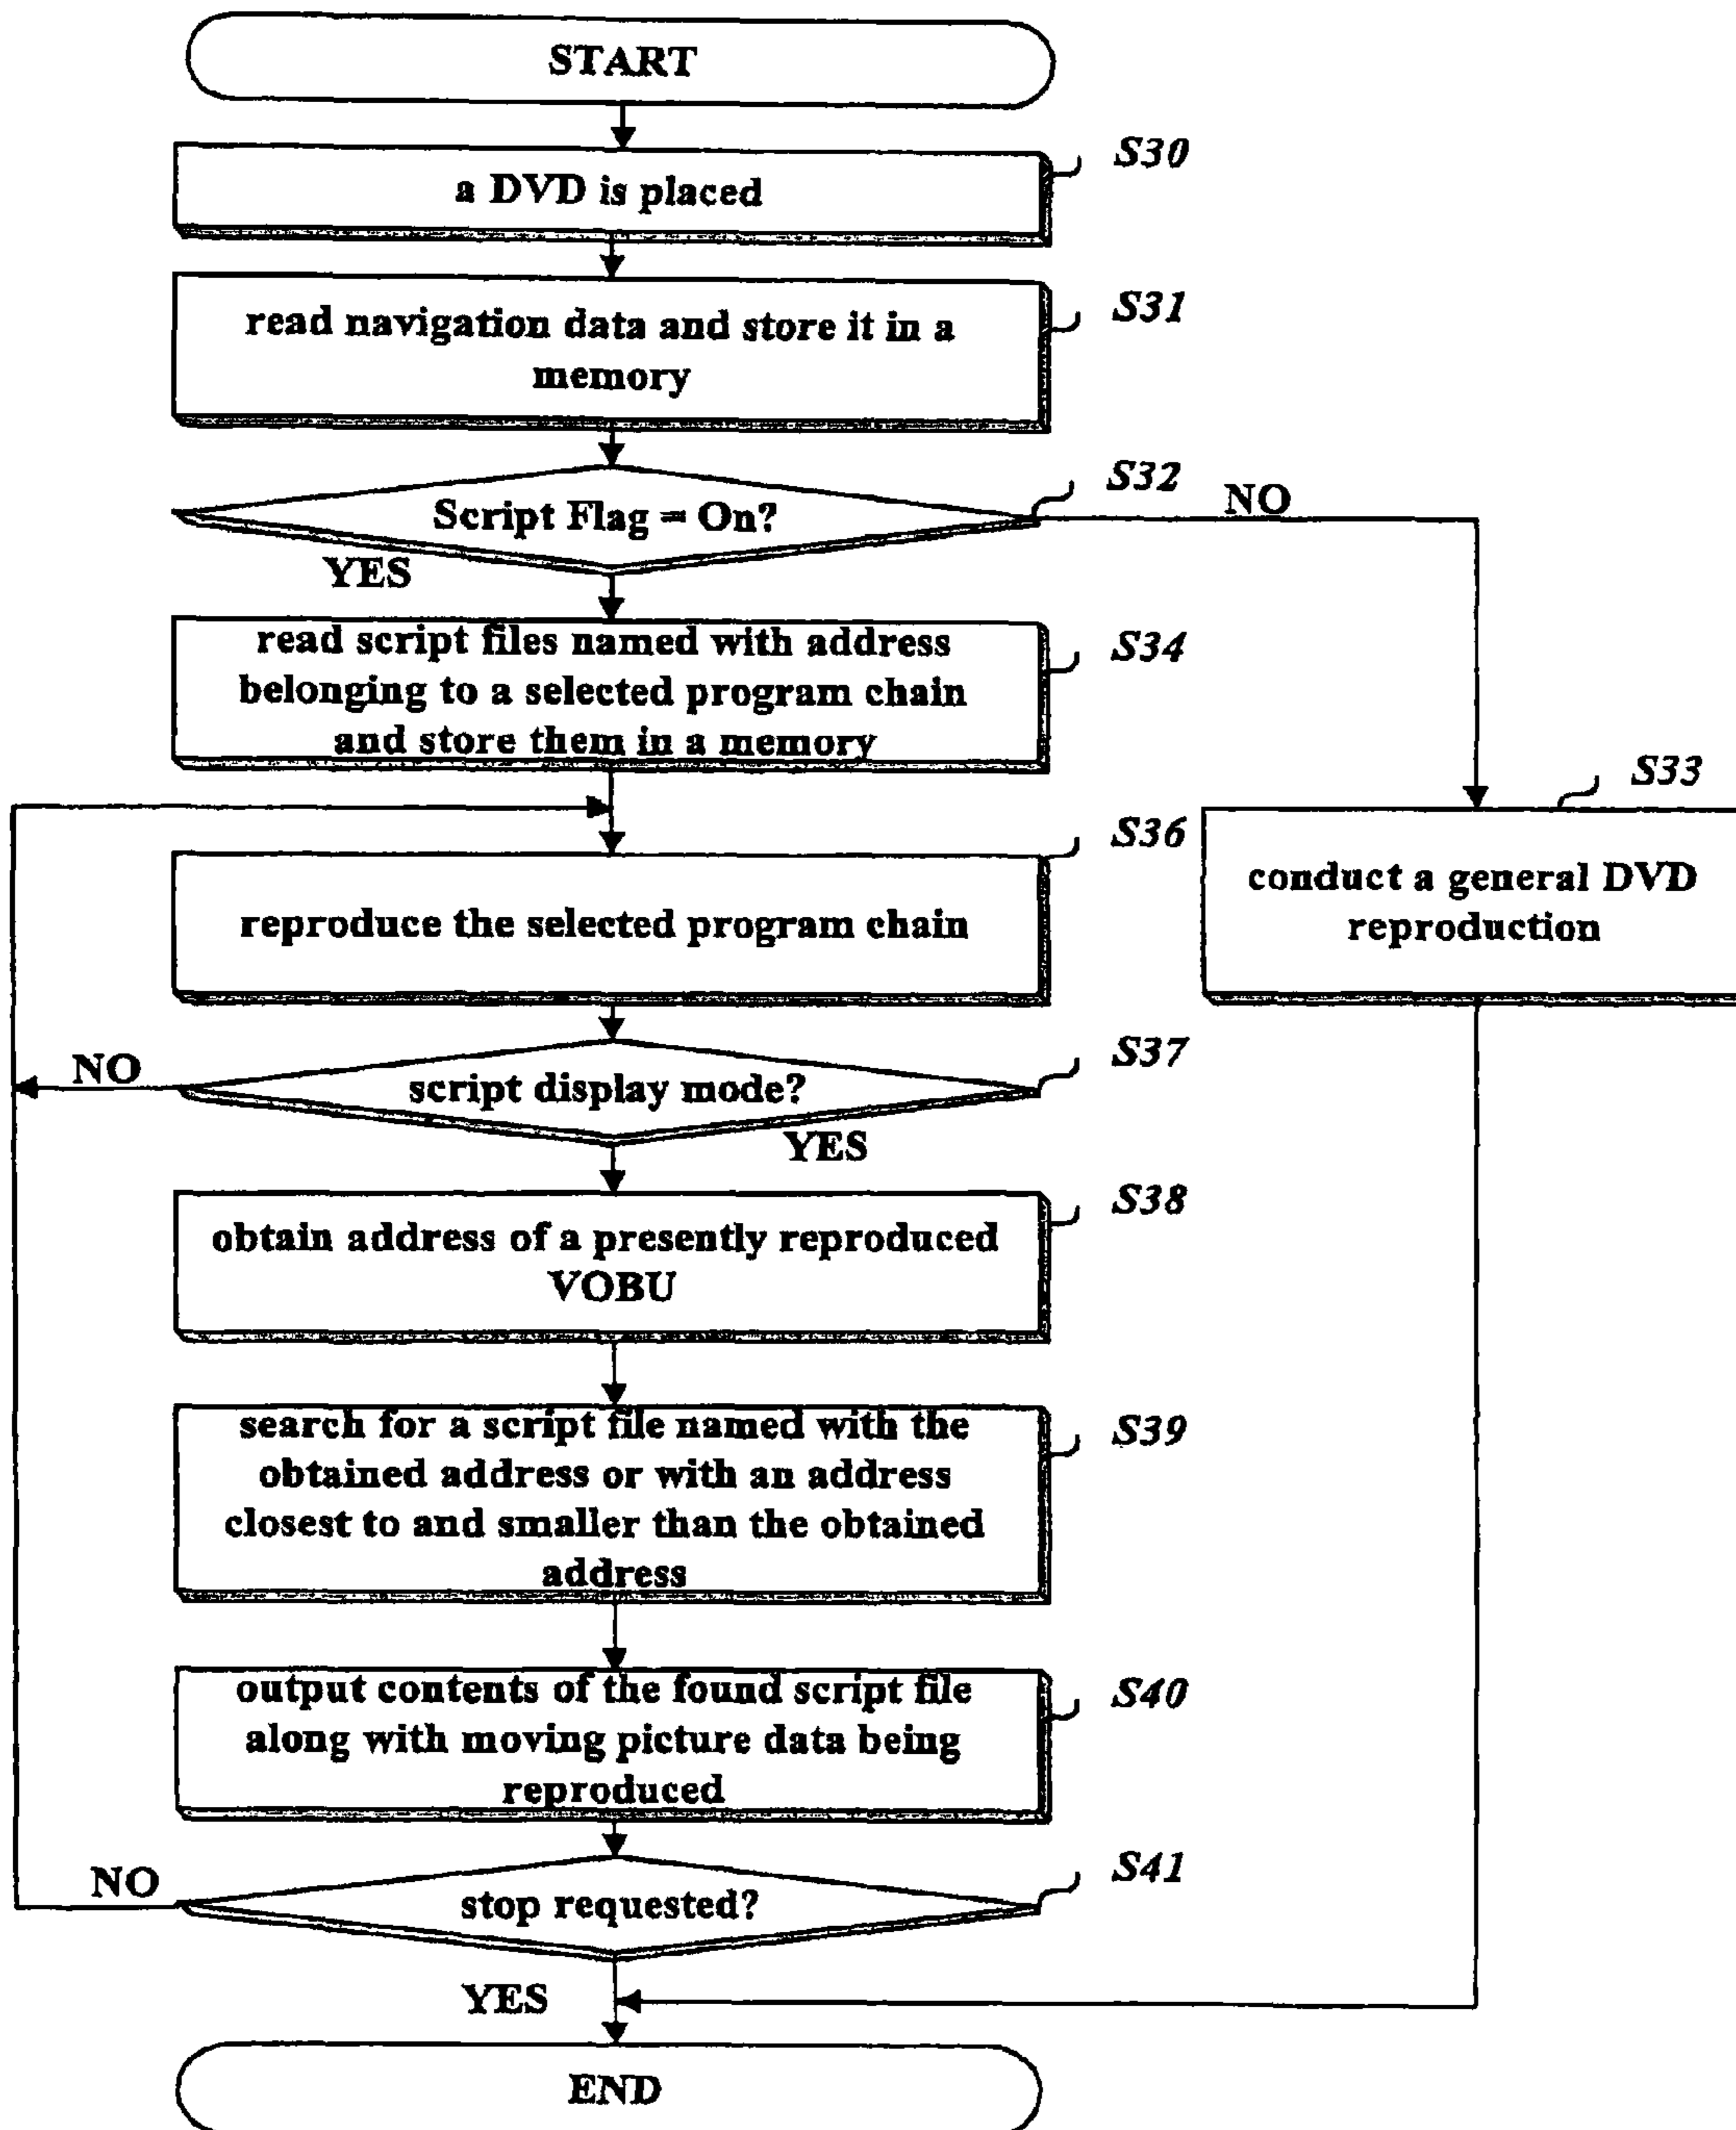 START
S30
a DVD is placed
S31
read navigation data and store it in a
memory
S32
Script Flag = On?
NO
YES
read script files named with address
belonging to a selected program chain
and store them in a memory
S34
S33
conduct a general DVD
reproduction
S36
reproduce the selected program chain
S37
NO
script display mode?
YES
S38
obtain address of a presently reproduced
VOBU
search for a script file named with the
obtained address or with an address
closest to and smaller than the obtained
address
S39
output contents of the found script file
along with moving picture data being
reproduced
S40
S41
NO
stop requested?
YES
END